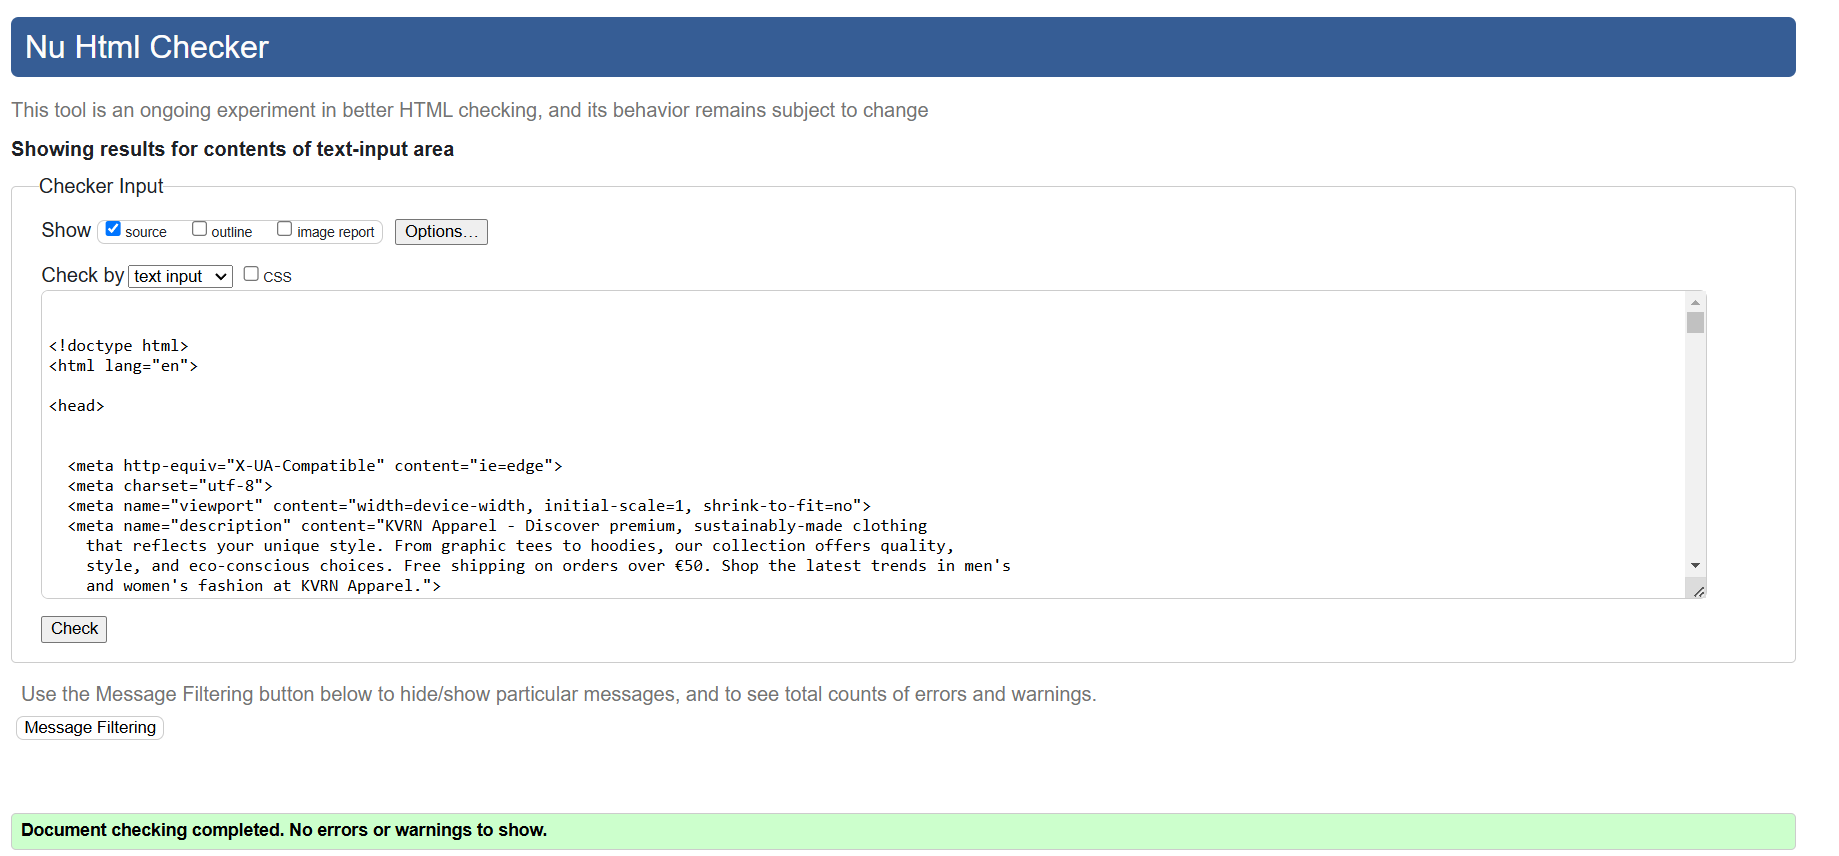 Nu Html Checker
This tool is an ongoing experiment in better HTML checking, and its behavior remains subject to change
Showing results for contents of text-input area
Checker Input
Show source outline image report Options...
Check by text input CSS
<!doctype html>
<html lang="en">
<head>
<meta http-equiv="X-UA-Compatible" content="ie=edge">
<meta charset="utf-8">
<meta name="viewport" content="width=device-width, initial-scale=1, shrink-to-fit=no">
<meta name="description" content="KVRN Apparel - Discover premium, sustainably-made clothing
that reflects your unique style. From graphic tees to hoodies, our collection offers quality,
style, and eco-conscious choices. Free shipping on orders over €50. Shop the latest trends in men's
and women's fashion at KVRN Apparel.">
Check
Use the Message Filtering button below to hide/show particular messages, and to see total counts of errors and warnings.
Message Filtering
Document checking completed. No errors or warnings to show.